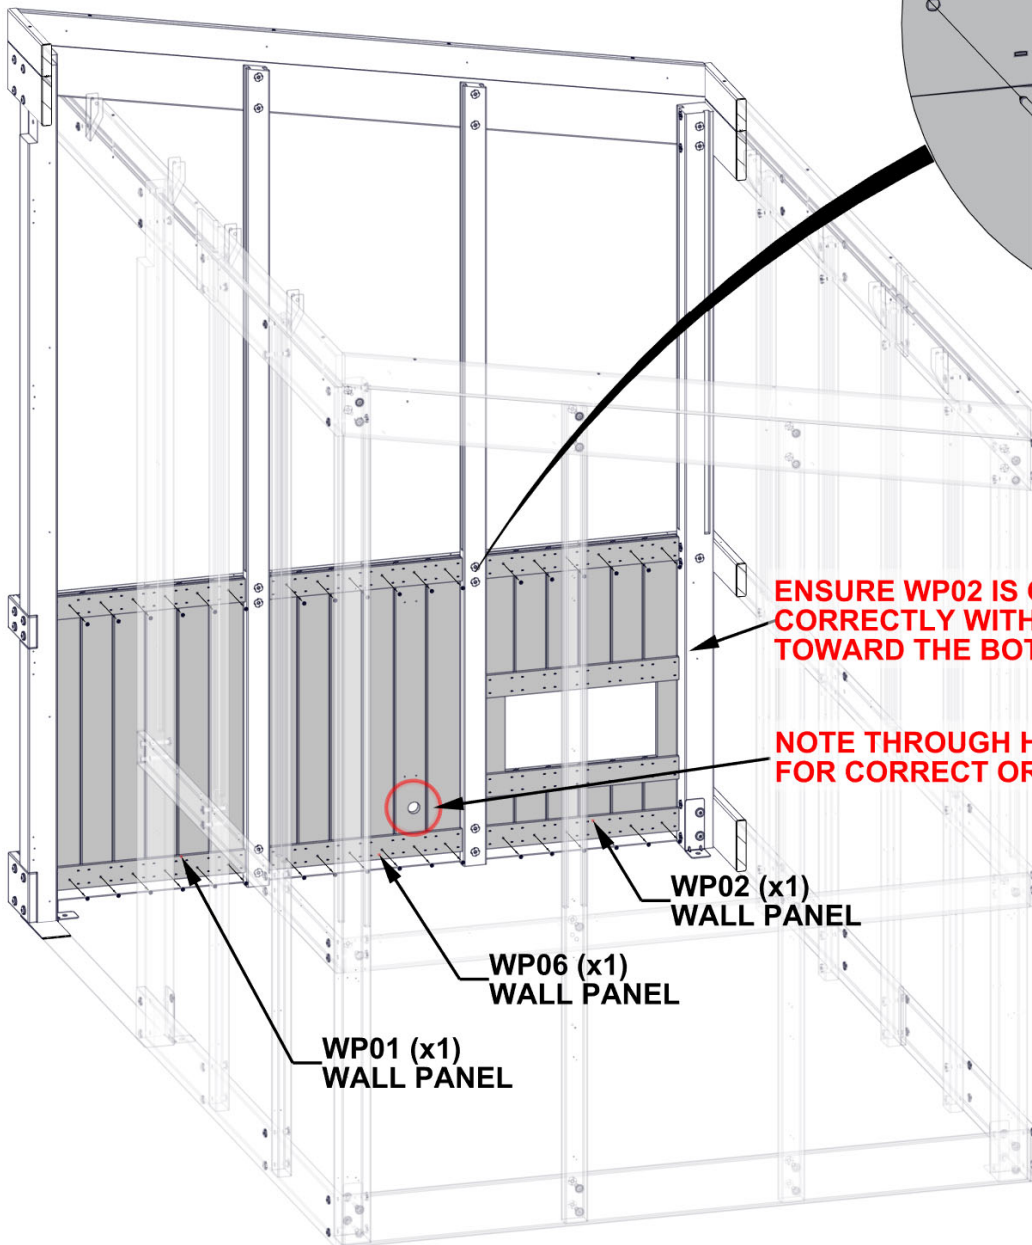 ENSURE WP02 IS
CORRECTLY WITH
TOWARD THE BOT
NOTE THROUGH H
FOR CORRECT OR
WP02 (x1)
WALL PANEL
WP06 (x1)
WALL PANEL
WP01 (x1)
WALL PANEL